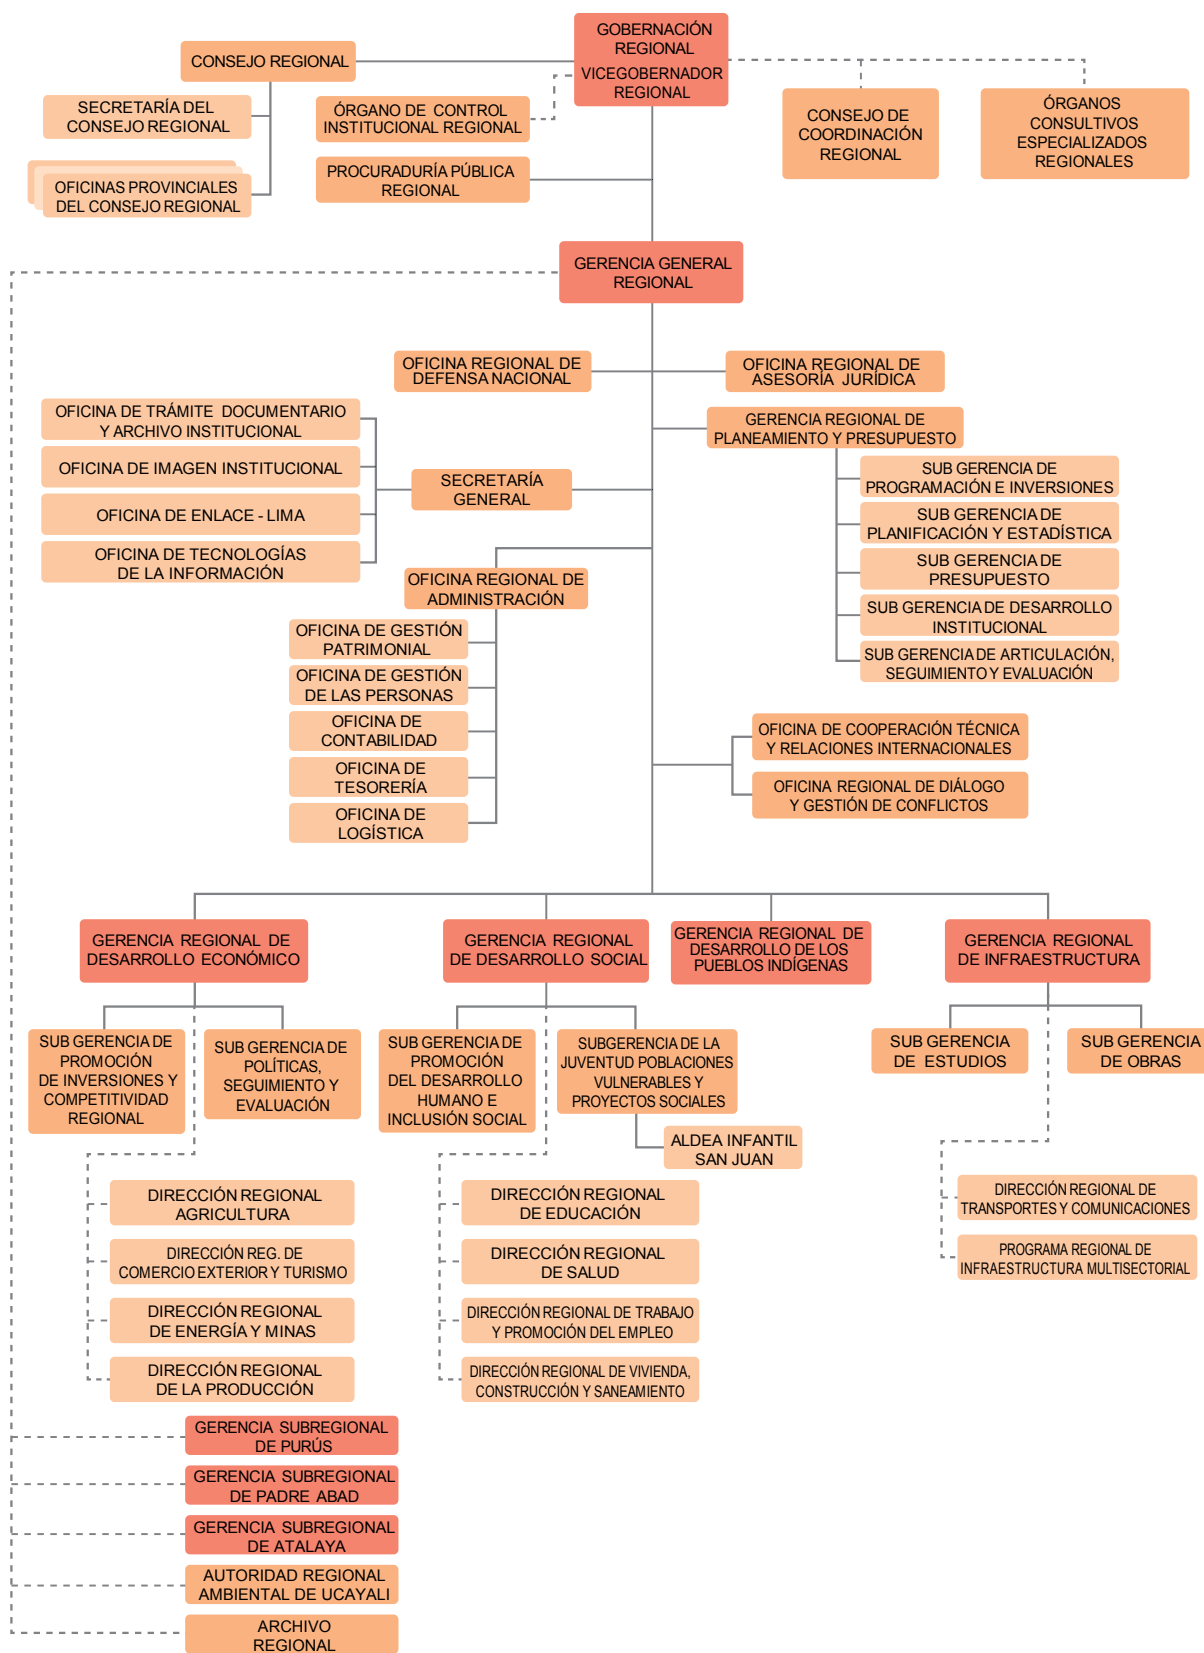 GOBERNACIÓN
REGIONAL
VICEGOBERNADOR
REGIONAL
CONSEJO REGIONAL
SECRETARÍA DEL
CONSEJO REGIONAL
OFICINAS PROVINCIALES
DEL CONSEJO REGIONAL
ÓRGANO DE CONTROL
INSTITUCIONAL REGIONAL
PROCURADURÍA PÚBLICA
REGIONAL
CONSEJO DE
COORDINACIÓN
REGIONAL
ÓRGANOS
CONSULTIVOS
ESPECIALIZADOS
REGIONALES
GERENCIA GENERAL
REGIONAL
OFICINA REGIONAL DE
DEFENSA NACIONAL
OFICINA REGIONAL DE
ASESORÍA JURÍDICA
OFICINA DE TRÁMITE DOCUMENTARIO
Y ARCHIVO INSTITUCIONAL
OFICINA DE IMAGEN INSTITUCIONAL
OFICINA DE ENLACE - LIMA
OFICINA DE TECNOLOGÍAS
DE LA INFORMACIÓN
SECRETARÍA
GENERAL
GERENCIA REGIONAL DE
PLANEAMIENTO Y PRESUPUESTO
SUB GERENCIA DE
PROGRAMACIÓN E INVERSIONES
SUB GERENCIA DE
PLANIFICACIÓN Y ESTADÍSTICA
SUB GERENCIA DE
PRESUPUESTO
SUB GERENCIA DE DESARROLLO
INSTITUCIONAL
SUB GERENCIA DE ARTICULACIÓN,
SEGUIMIENTO Y EVALUACIÓN
OFICINA REGIONAL DE
ADMINISTRACIÓN
OFICINA DE GESTIÓN
PATRIMONIAL
OFICINA DE GESTIÓN
DE LAS PERSONAS
OFICINA DE
CONTABILIDAD
OFICINA DE
TESORERÍA
OFICINA DE
LOGÍSTICA
OFICINA DE COOPERACIÓN TÉCNICA
Y RELACIONES INTERNACIONALES
OFICINA REGIONAL DE DIÁLOGO
Y GESTIÓN DE CONFLICTOS
GERENCIA REGIONAL DE
DESARROLLO ECONÓMICO
GERENCIA REGIONAL
DE DESARROLLO SOCIAL
GERENCIA REGIONAL DE
DESARROLLO DE LOS
PUEBLOS INDÍGENAS
GERENCIA REGIONAL
DE INFRAESTRUCTURA
SUB GERENCIA DE
PROMOCIÓN
DE INVERSIONES Y
COMPETITIVIDAD
REGIONAL
SUB GERENCIA DE
POLÍTICAS,
SEGUIMIENTO Y
EVALUACIÓN
SUB GERENCIA DE
PROMOCIÓN
DEL DESARROLLO
HUMANO E
INCLUSIÓN SOCIAL
SUBGERENCIA DE LA
JUVENTUD POBLACIONES
VULNERABLES Y
PROYECTOS SOCIALES
ALDEA INFANTIL
SAN JUAN
SUB GERENCIA
DE ESTUDIOS
SUB GERENCIA
DE OBRAS
DIRECCIÓN REGIONAL
AGRICULTURA
DIRECCIÓN REG. DE
COMERCIO EXTERIOR Y TURISMO
DIRECCIÓN REGIONAL
DE ENERGÍA Y MINAS
DIRECCIÓN REGIONAL
DE LA PRODUCCIÓN
DIRECCIÓN REGIONAL
DE EDUCACIÓN
DIRECCIÓN REGIONAL
DE SALUD
DIRECCIÓN REGIONAL DE TRABAJO
Y PROMOCIÓN DEL EMPLEO
DIRECCIÓN REGIONAL DE VIVIENDA,
CONSTRUCCIÓN Y SANEAMIENTO
DIRECCIÓN REGIONAL DE
TRANSPORTES Y COMUNICACIONES
PROGRAMA REGIONAL DE
INFRAESTRUCTURA MULTISECTORIAL
GERENCIA SUBREGIONAL
DE PURÚS
GERENCIA SUBREGIONAL
DE PADRE ABAD
GERENCIA SUBREGIONAL
DE ATALAYA
AUTORIDAD REGIONAL
AMBIENTAL DE UCAYALI
ARCHIVO
REGIONAL